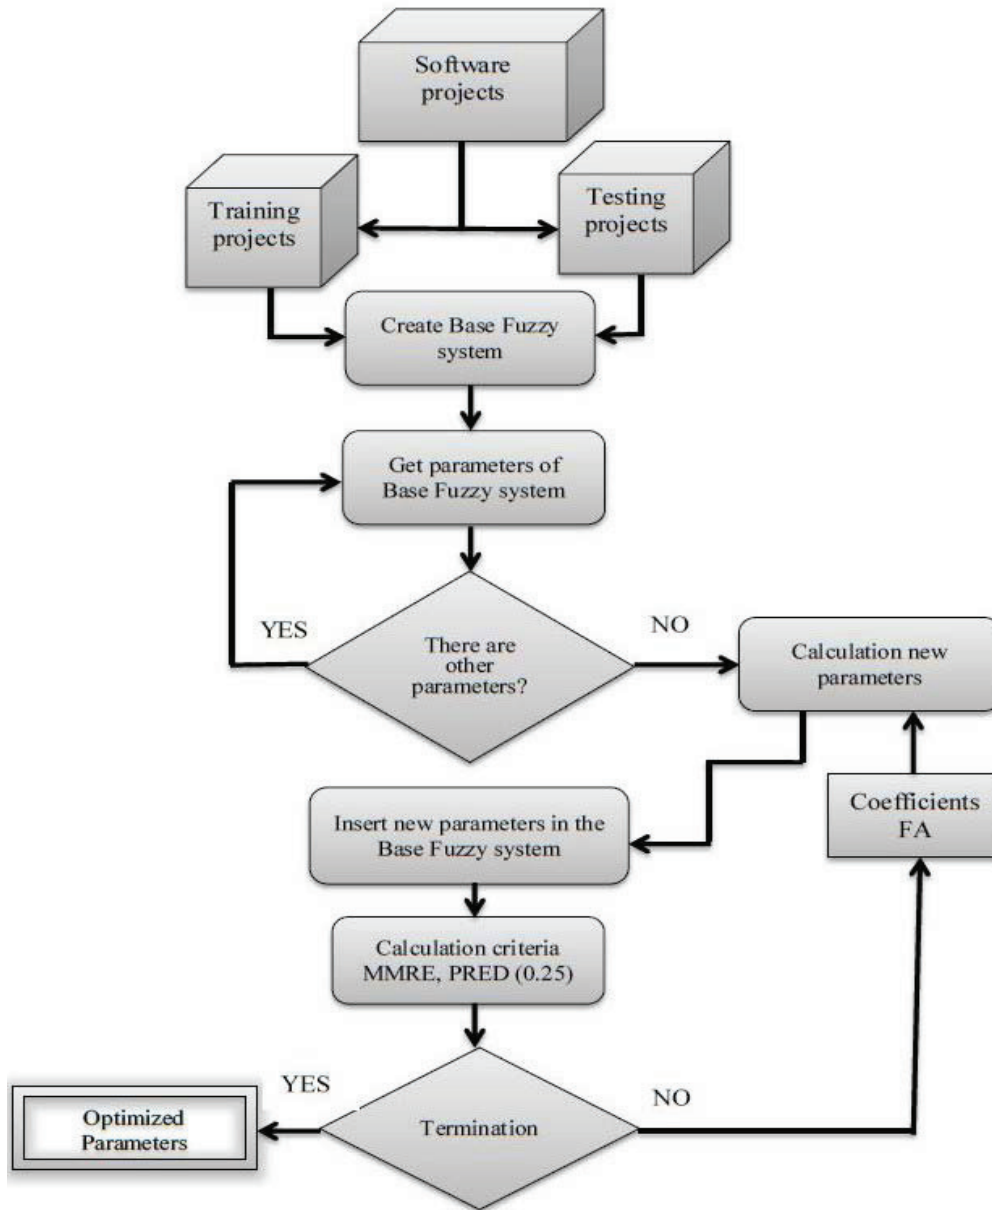 Software
projects
Training
projects
Testing
projects
Create Base Fuzzy
system
Get parameters of
Base Fuzzy system
YES
There are
other
parameters?
NO
Calculation new
parameters
Coefficients
FA
Insert new parameters in the
Base Fuzzy system
Calculation criteria
MMRE, PRED (0.25)
Termination
YES
NO
Optimized
Parameters